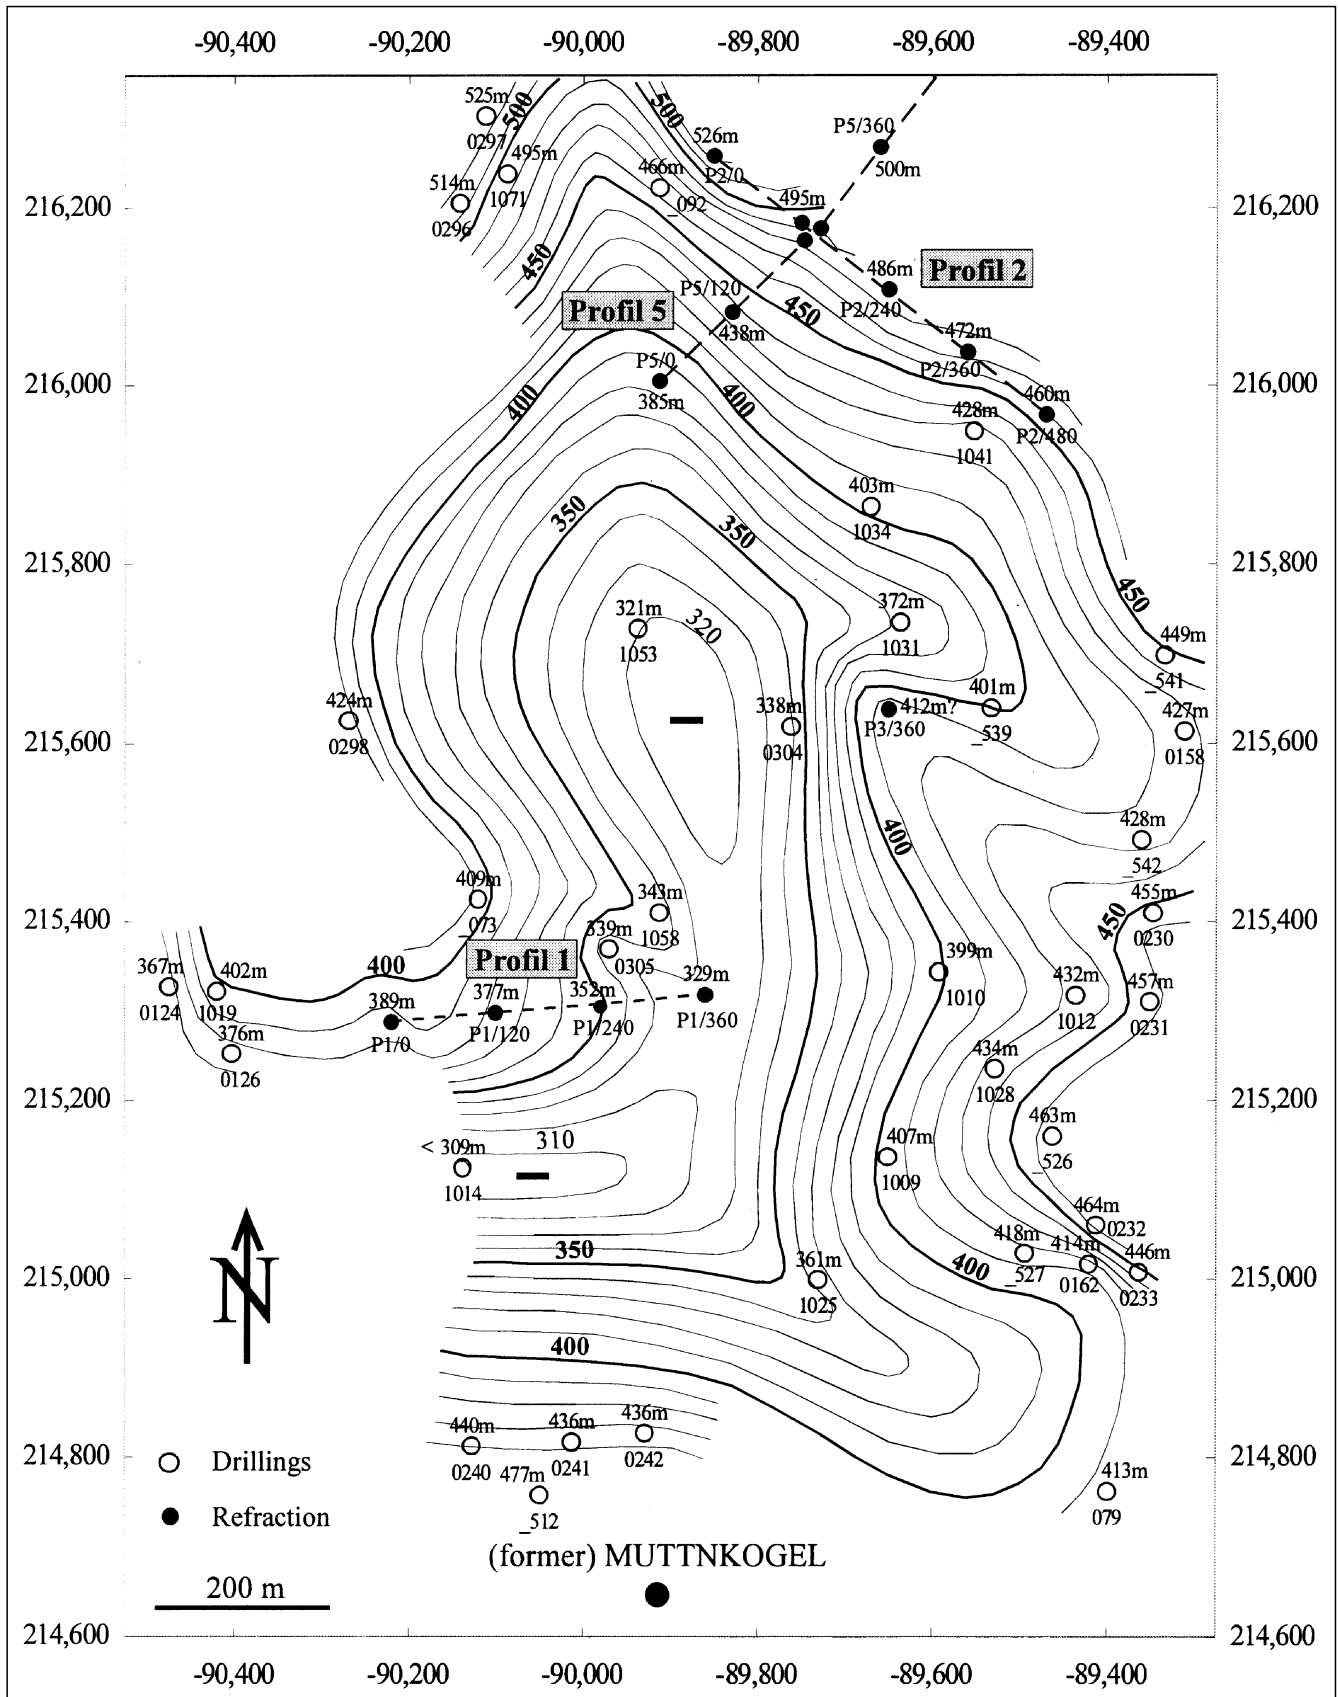 -90,400 -90,200 -90,000 -89,800 -89,600 -89,400
525m
500
0297
495m
1071
514m
0296
450
500
526m
P2/0
466m
_092
P5/360
500m
495m
216,200 216,200
Profil 2
486m
P2/240
P5/120
438m
Profil 5
450
472m
P2/360
P5/0
385m
216,000 216,000
400
400
460m
P2/480
428m
1041
403m
1034
350
350
215,800 215,800
450
372m
1031
321m
1053
320
449m
_541
401m
_539
412m?
P3/360
427m
0158
424m
0298
338m
0304
215,600 215,600
400
428m
_542
409m
_073
343m
1058
455m
0230
450
215,400 215,400
339m
0305
Profil 1
400
399m
1010
367m
0124
402m
1019
389m
P1/0
377m
P1/120
352m
P1/240
329m
P1/360
432m
1012
457m
0231
376m
0126
434m
1028
215,200 215,200
463m
_526
407m
1009
< 309m
1014
310
464m
0232
418m
_527
414m
0162
446m
0233
350
361m
1025
400
215,000 215,000
N
400
440m
0240
436m
0241
436m
0242
214,800 214,800
477m
_512
413m
079
Drillings
Refraction
(former) MUTTNKOGEL
200 m
214,600 214,600
-90,400 -90,200 -90,000 -89,800 -89,600 -89,400